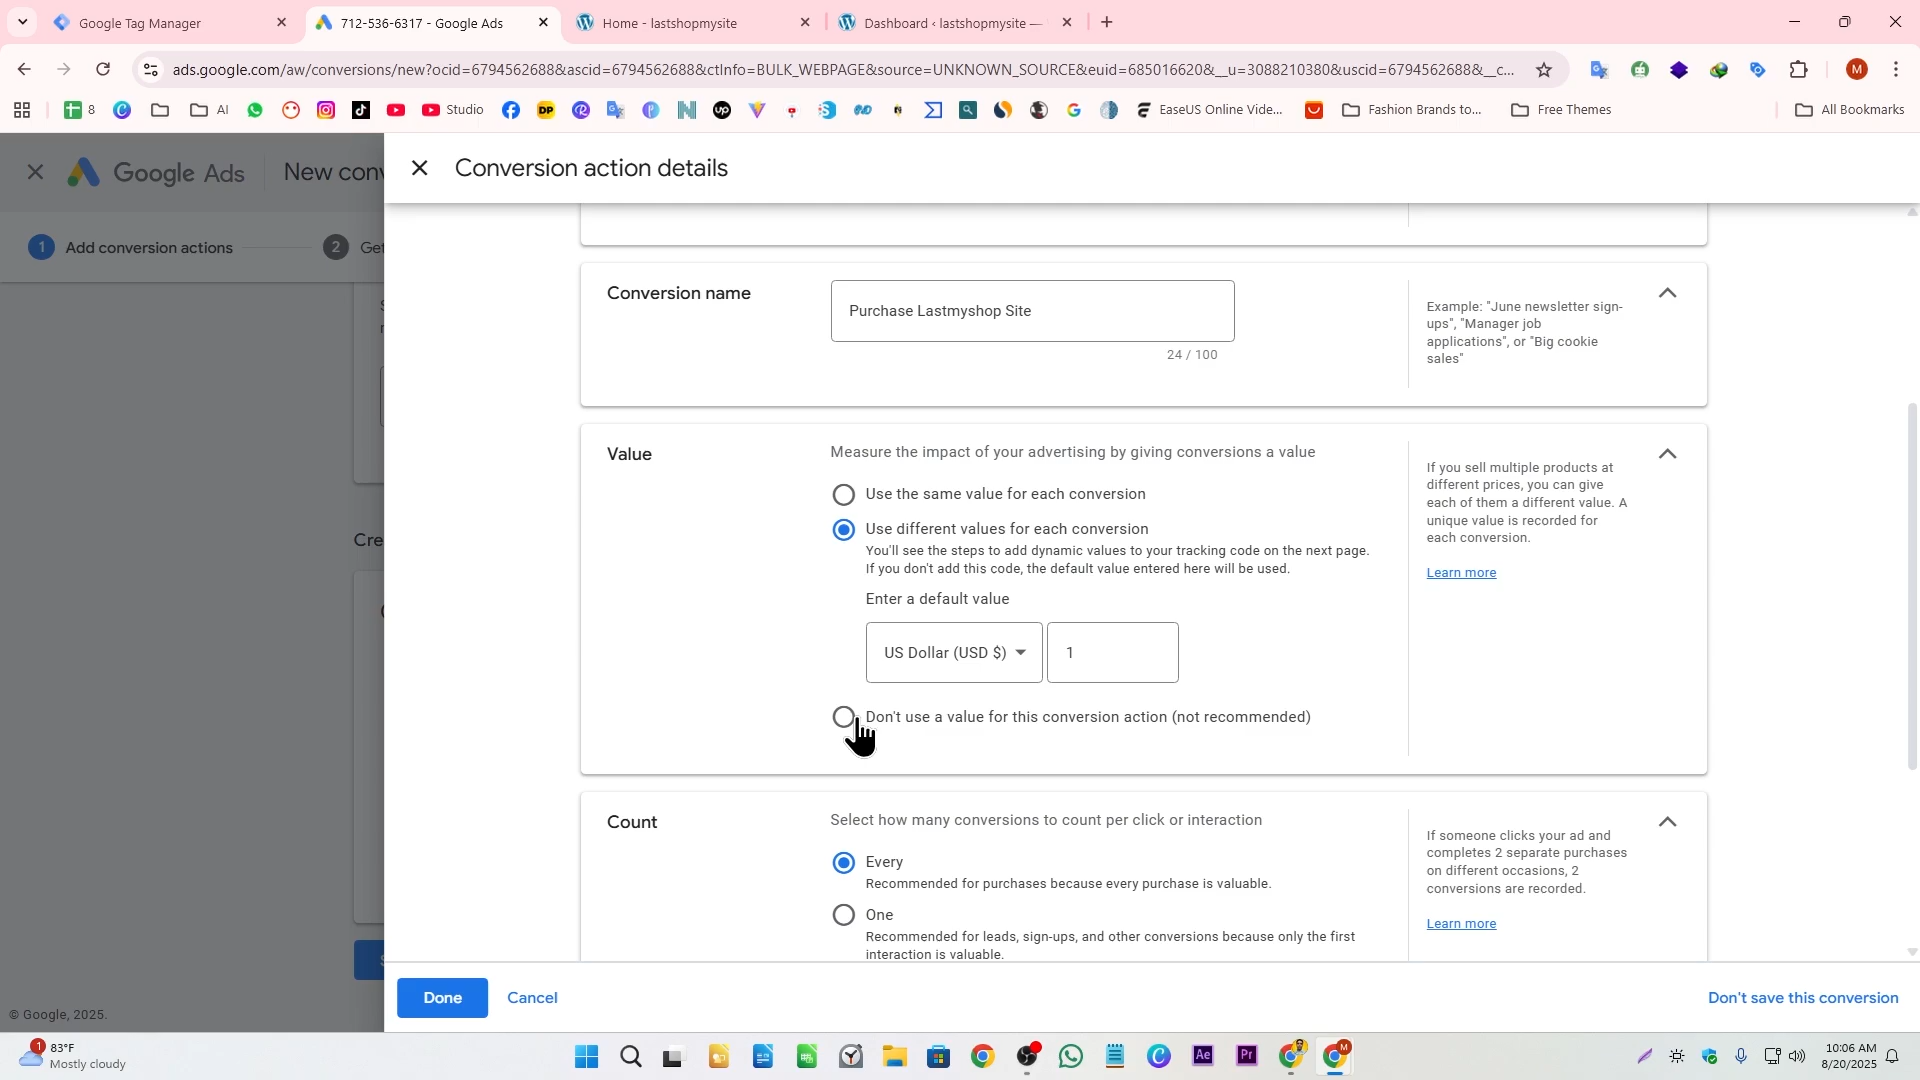 Google Tag Manager
712-536-6317 - Google Ads
Home - lastshopmysite
Dashboard ‹ lastshopmysite —
ads.google.com/aw/conversions/new?ocid=6794562688&ascid=6794562688&ctInfo=BULK_WEBPAGE&source=UNKNOWN_SOURCE&euid=685016620&__u=3088210380&uscid=6794562688&__c...
M
8
AI
Studio
EaseUS Online Vide...
Fashion Brands to...
Free Themes
All Bookmarks
Google Ads
New conv
Conversion action details
1 Add conversion actions
2 Get
Conversion name
Purchase Lastmyshop Site
24 / 100
Example: "June newsletter sign-
ups", "Manager job
applications", or "Big cookie
sales"
Value
Measure the impact of your advertising by giving conversions a value
Use the same value for each conversion
Use different values for each conversion
You'll see the steps to add dynamic values to your tracking code on the next page.
If you don't add this code, the default value entered here will be used.
Enter a default value
US Dollar (USD $)
1
Don't use a value for this conversion action (not recommended)
If you sell multiple products at
different prices, you can give
each of them a different value. A
unique value is recorded for
each conversion.
Learn more
Cre
Count
Select how many conversions to count per click or interaction
Every
Recommended for purchases because every purchase is valuable.
One
Recommended for leads, sign-ups, and other conversions because only the first
interaction is valuable.
If someone clicks your ad and
completes 2 separate purchases
on different occasions, 2
conversions are recorded.
Learn more
Done
Cancel
Don't save this conversion
© Google, 2025.
1
83°F
Mostly cloudy
Ae
Pr
M
10:06 AM
8/20/2025